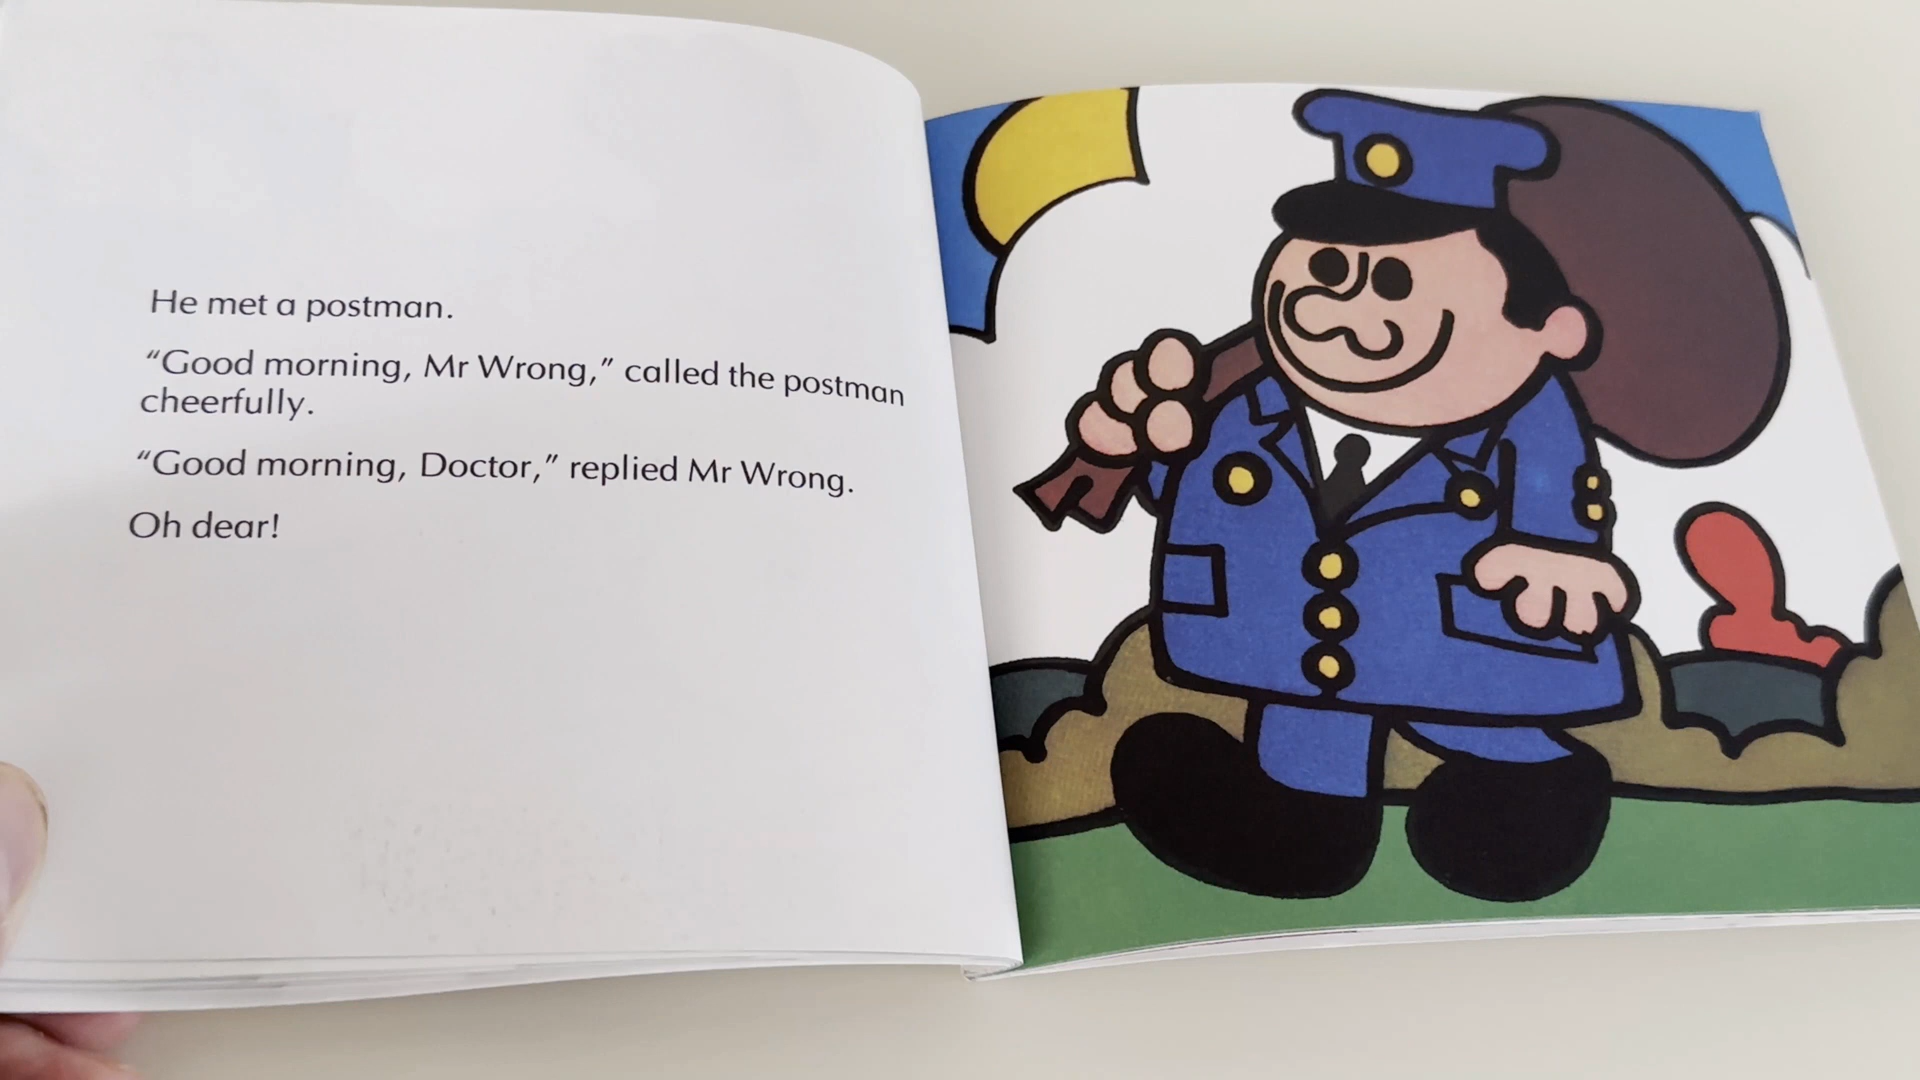 He met a postman.
“Good morning, Mr Wrong,” called the postman
cheerfully.
“Good morning, Doctor,” replied Mr Wrong.
Oh dear!